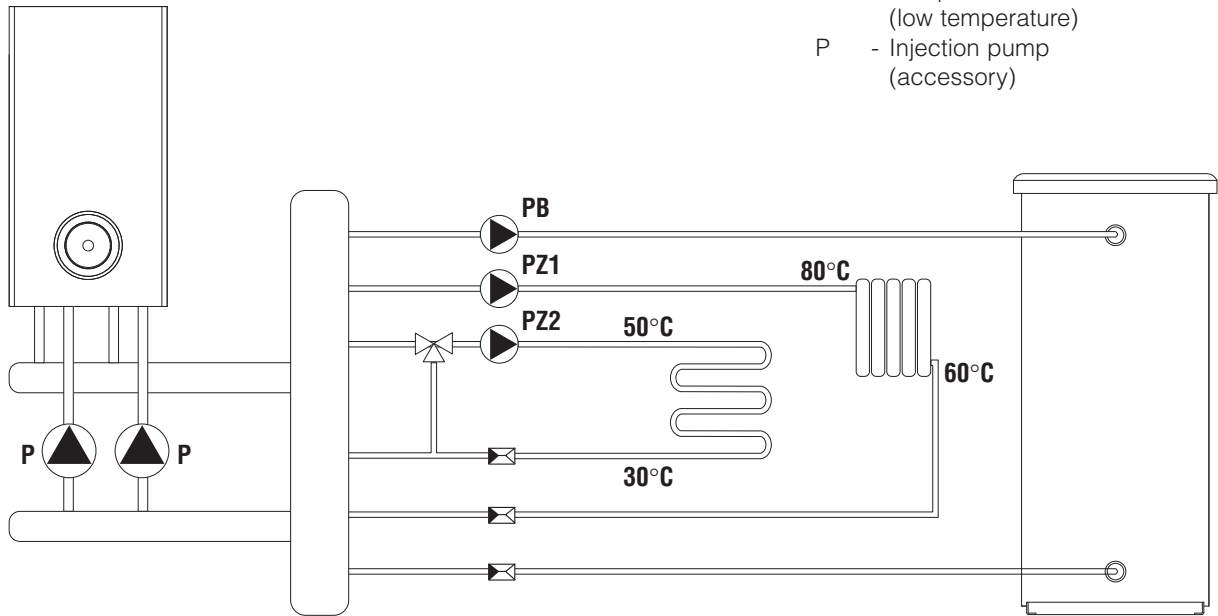 (low temperature)
P - Injection pump
(accessory)
PB
PZ1
80°C
PZ2
50°C
60°C
P
P
30°C